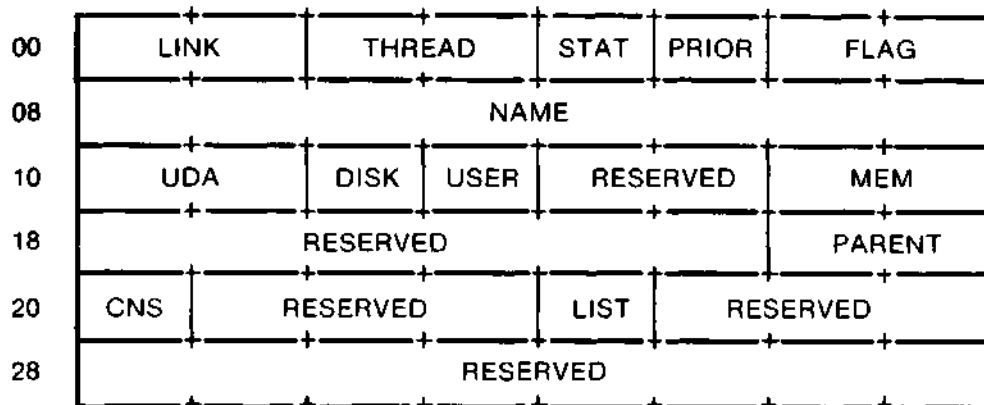 00 LINK THREAD STAT PRIOR FLAG
08 NAME
10 UDA DISK USER RESERVED MEM
18 RESERVED PARENT
20 CNS RESERVED LIST RESERVED
28 RESERVED